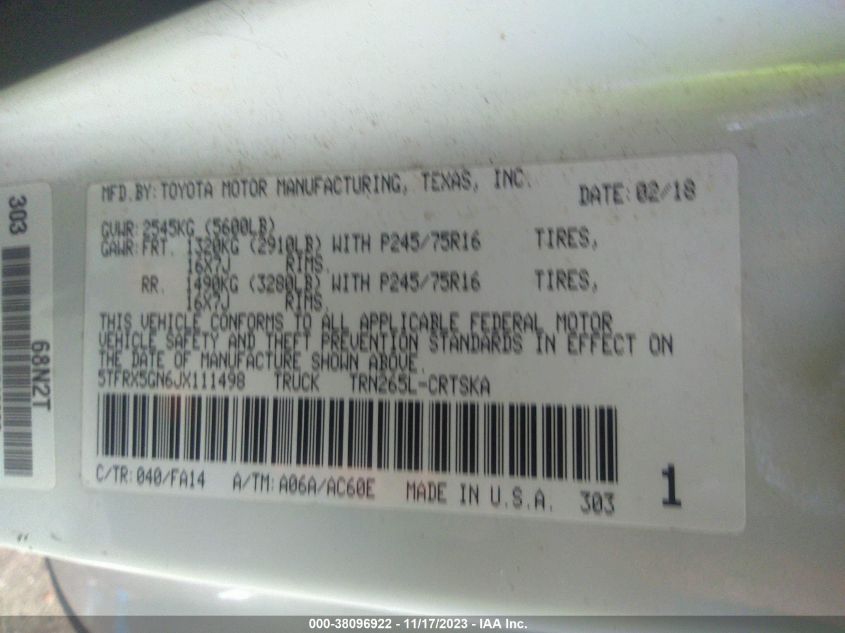 MFD.BY:TOYOTA MOTOR MANUFACTURING, TEXAS, INC. DATE:02/18
GVWR:2545KG (5600LB)
GAWR:FRT. 1320KG (2910LB) WITH P245/75R16 TIRES,
16X7J RIMS.
RR. 1490KG (3280LB) WITH P245/75R16 TIRES,
16X7J RIMS.
THIS VEHICLE CONFORMS TO ALL APPLICABLE FEDERAL MOTOR
VEHICLE SAFETY AND THEFT PREVENTION STANDARDS IN EFFECT ON
THE DATE OF MANUFACTURE SHOWN ABOVE.
5TFRX5GN6JX111498 TRUCK TRN265L-CRTSKA
C/TR:040/FA14 A/TM:A06A/AC60E MADE IN U.S.A. 303 1
303
68N2T
000-38096922 - 11/17/2023 - IAA Inc.